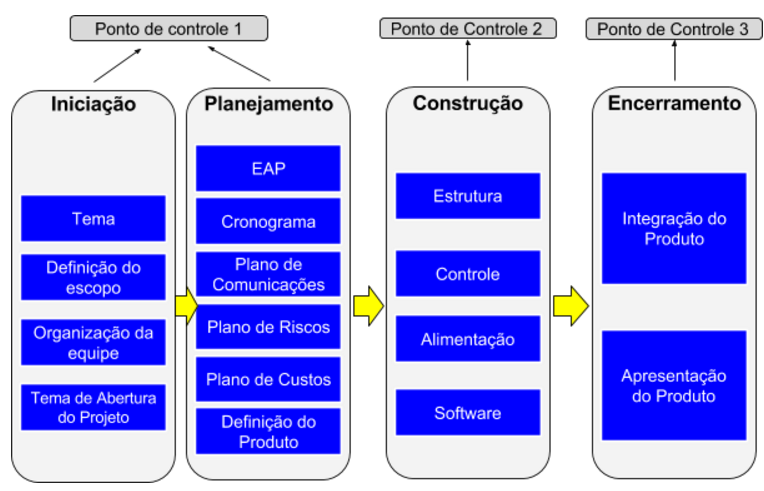 Ponto de controle 1
Ponto de Controle 2
Ponto de Controle 3
Iniciação
Tema
Definição do
escopo
Organização da
equipe
Tema de Abertura
do Projeto
Planejamento
EAP
Cronograma
Plano de
Comunicações
Plano de Riscos
Plano de Custos
Definição do
Produto
Construção
Estrutura
Controle
Alimentação
Software
Encerramento
Integração do
Produto
Apresentação
do Produto